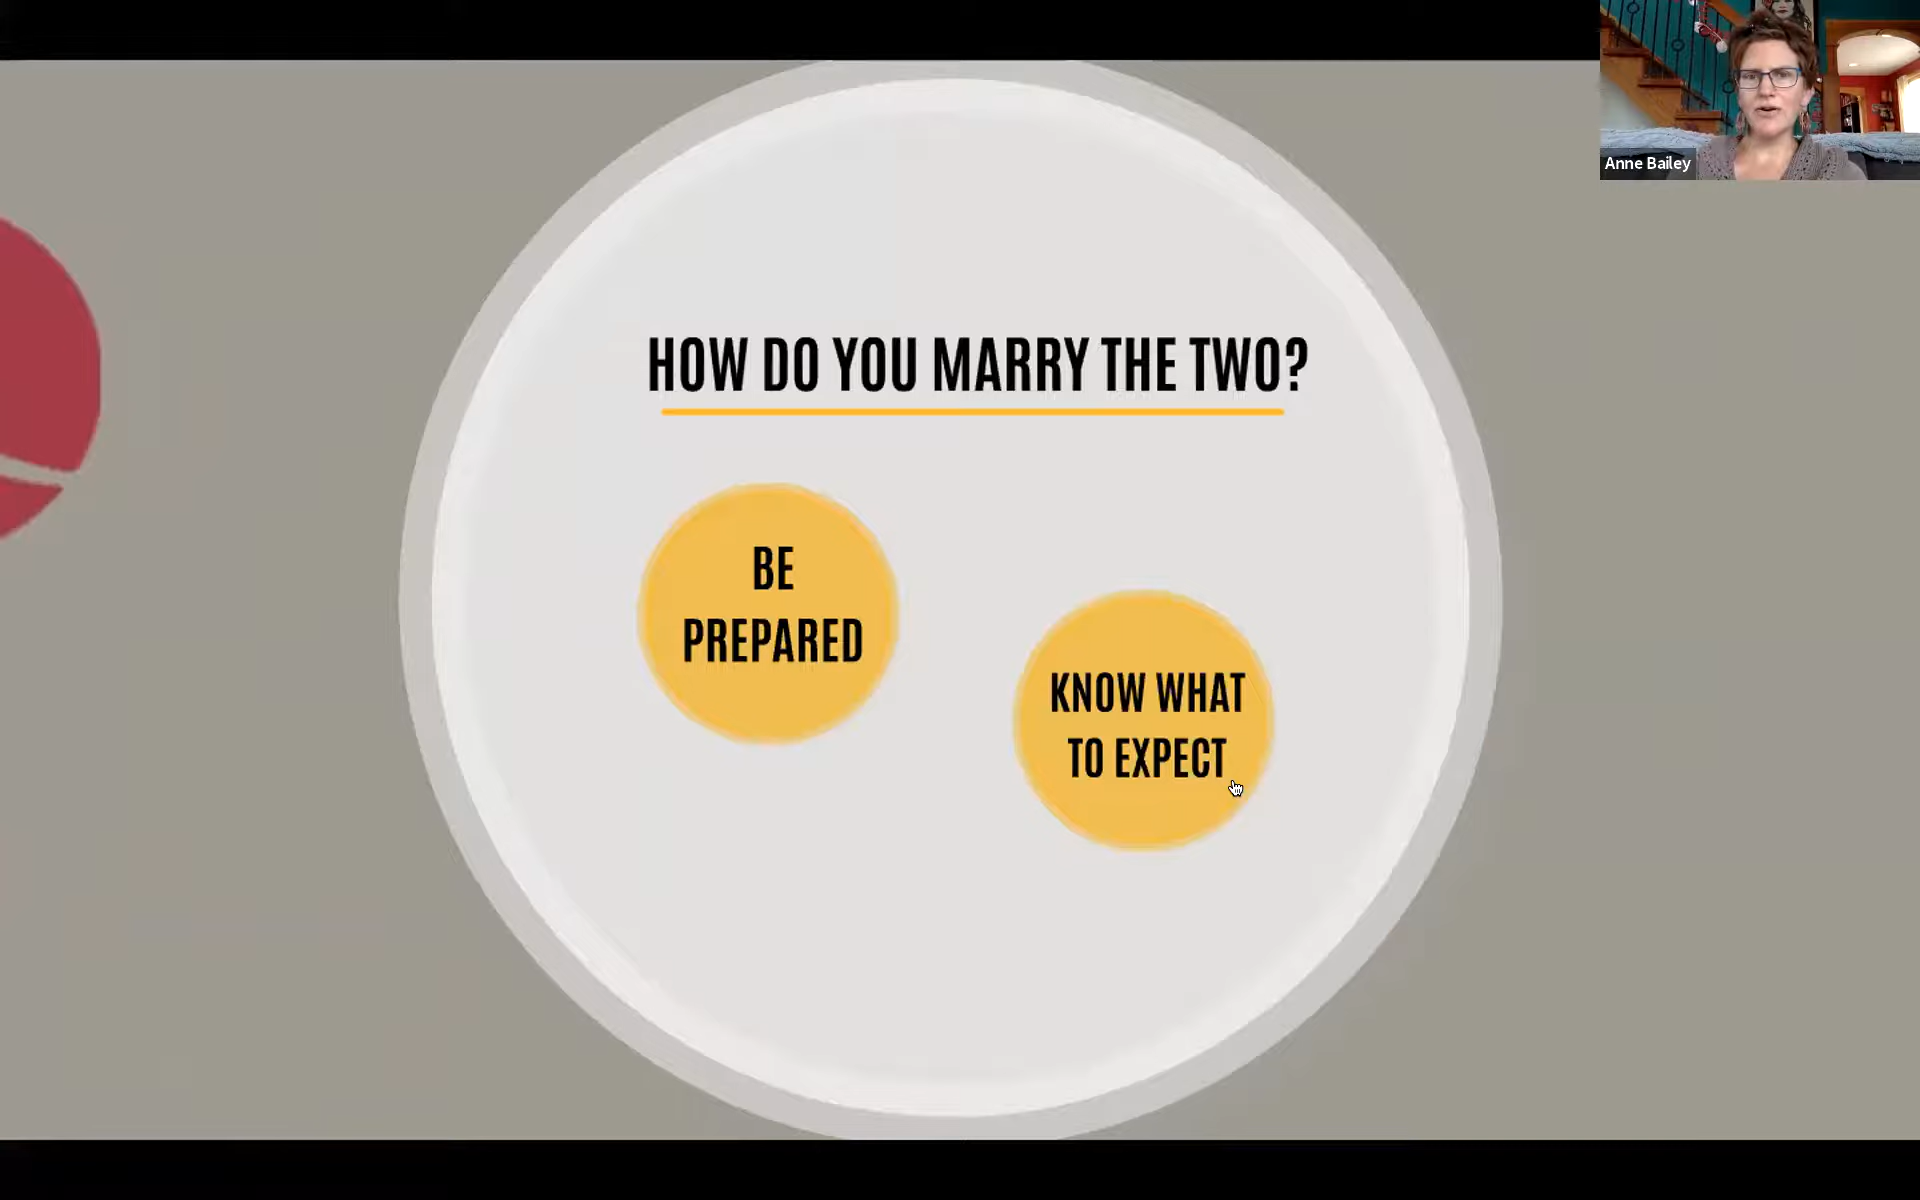 HOW DO YOU MARRY THE TWO?
BE
PREPARED
KNOW WHAT
TO EXPECT
Anne Bailey